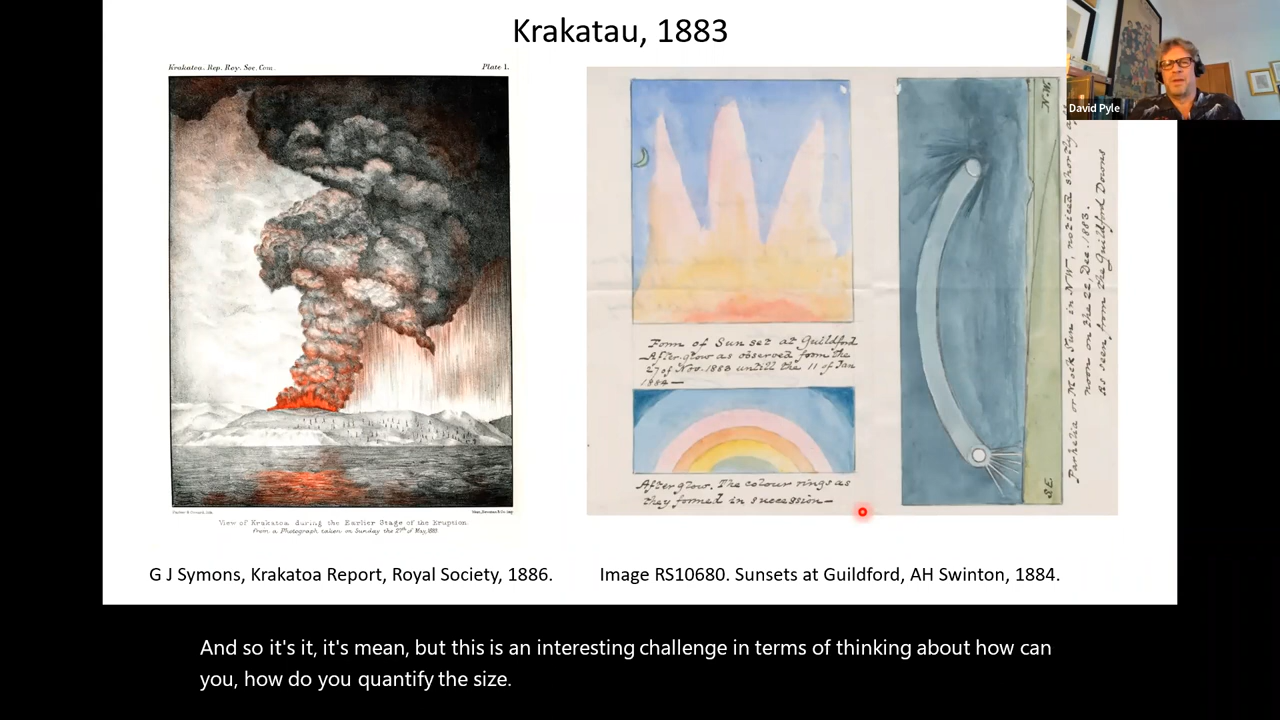 Krakatau, 1883
Krakatoa. Rep. Roy. Soc. Com.
Plate 1.
View of Krakatoa during the Earlier Stage of the Eruption.
from a Photograph taken on Sunday the 27th of May, 1883.
G J Symons, Krakatoa Report, Royal Society, 1886.
Form of Sun set at Guildford
After glow as observed form the
27 of Nov. 1883 untill the 11 of Jan
1884 —
After glow. The colour rings as
they formed in succession —
N.W.
S.E.
Parhelia or Mock Sun in N.W, noticed shortly
noon on the 22 Dec. 1883.
As seen from the Guildford Downs
Image RS10680. Sunsets at Guildford, AH Swinton, 1884.
David Pyle
And so it's it, it's mean, but this is an interesting challenge in terms of thinking about how can
you, how do you quantify the size.